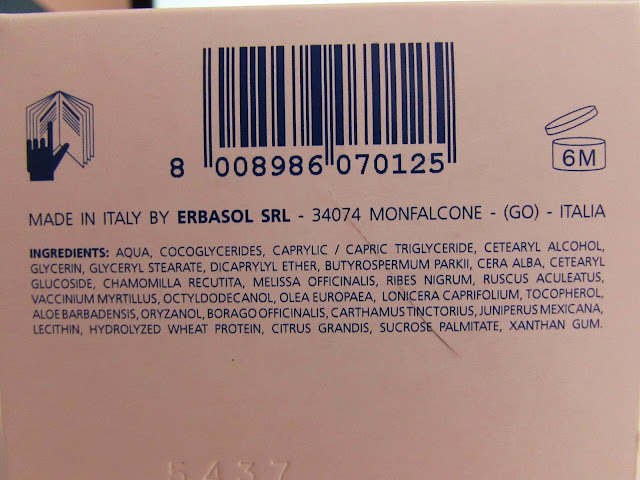 8 008986 070125
6M
MADE IN ITALY BY ERBASOL SRL - 34074 MONFALCONE - (GO) - ITALIA
INGREDIENTS: AQUA, COCOGLYCERIDES, CAPRYLIC / CAPRIC TRIGLYCERIDE, CETEARYL ALCOHOL,
GLYCERIN, GLYCERYL STEARATE, DICAPRYLYL ETHER, BUTYROSPERMUM PARKII, CERA ALBA, CETEARYL
GLUCOSIDE, CHAMOMILLA RECUTITA, MELISSA OFFICINALIS, RIBES NIGRUM, RUSCUS ACULEATUS,
VACCINIUM MYRTILLUS, OCTYLDODECANOL, OLEA EUROPAEA, LONICERA CAPRIFOLIUM, TOCOPHEROL,
ALOE BARBADENSIS, ORYZANOL, BORAGO OFFICINALIS, CARTHAMUS TINCTORIUS, JUNIPERUS MEXICANA,
LECITHIN, HYDROLYZED WHEAT PROTEIN, CITRUS GRANDIS, SUCROSE PALMITATE, XANTHAN GUM.
5437